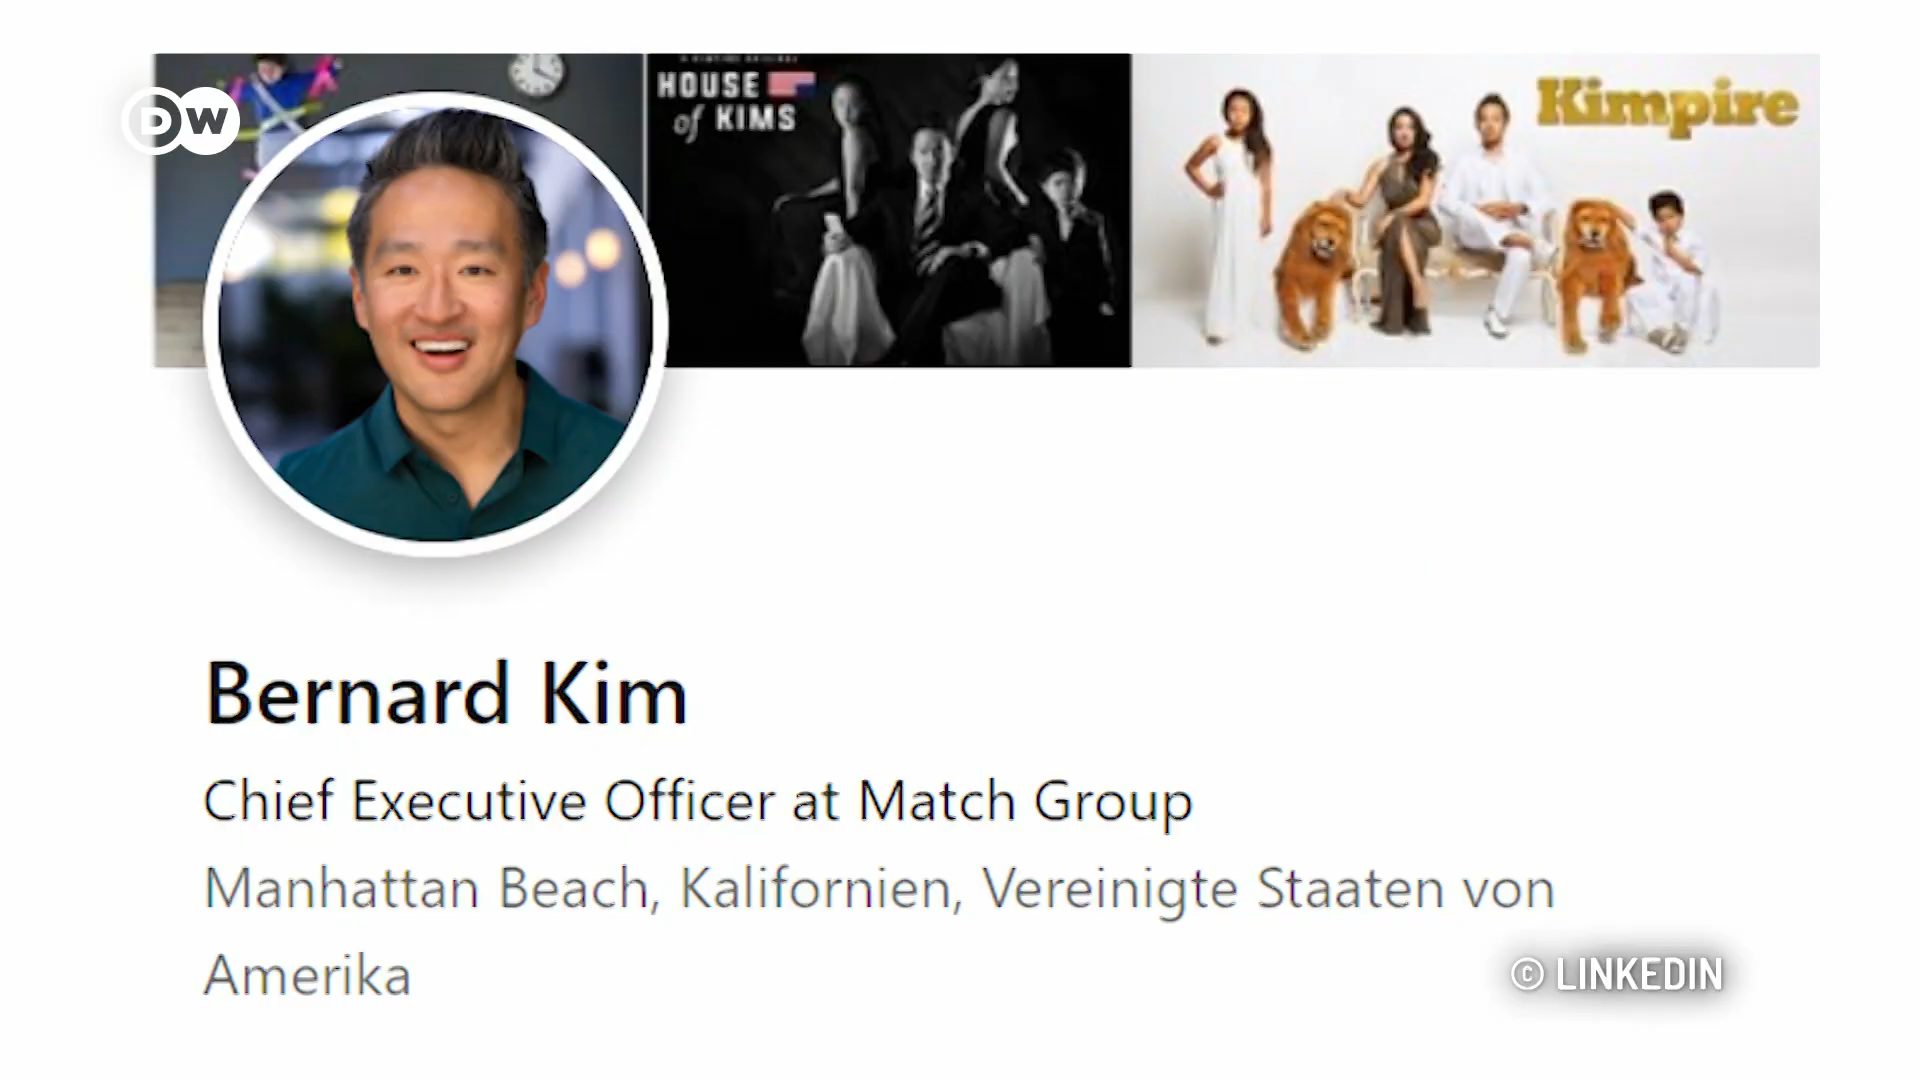 DW
HOUSE
of KIMS
Kimpire
Bernard Kim
Chief Executive Officer at Match Group
Manhattan Beach, Kalifornien, Vereinigte Staaten von
Amerika
© LINKEDIN